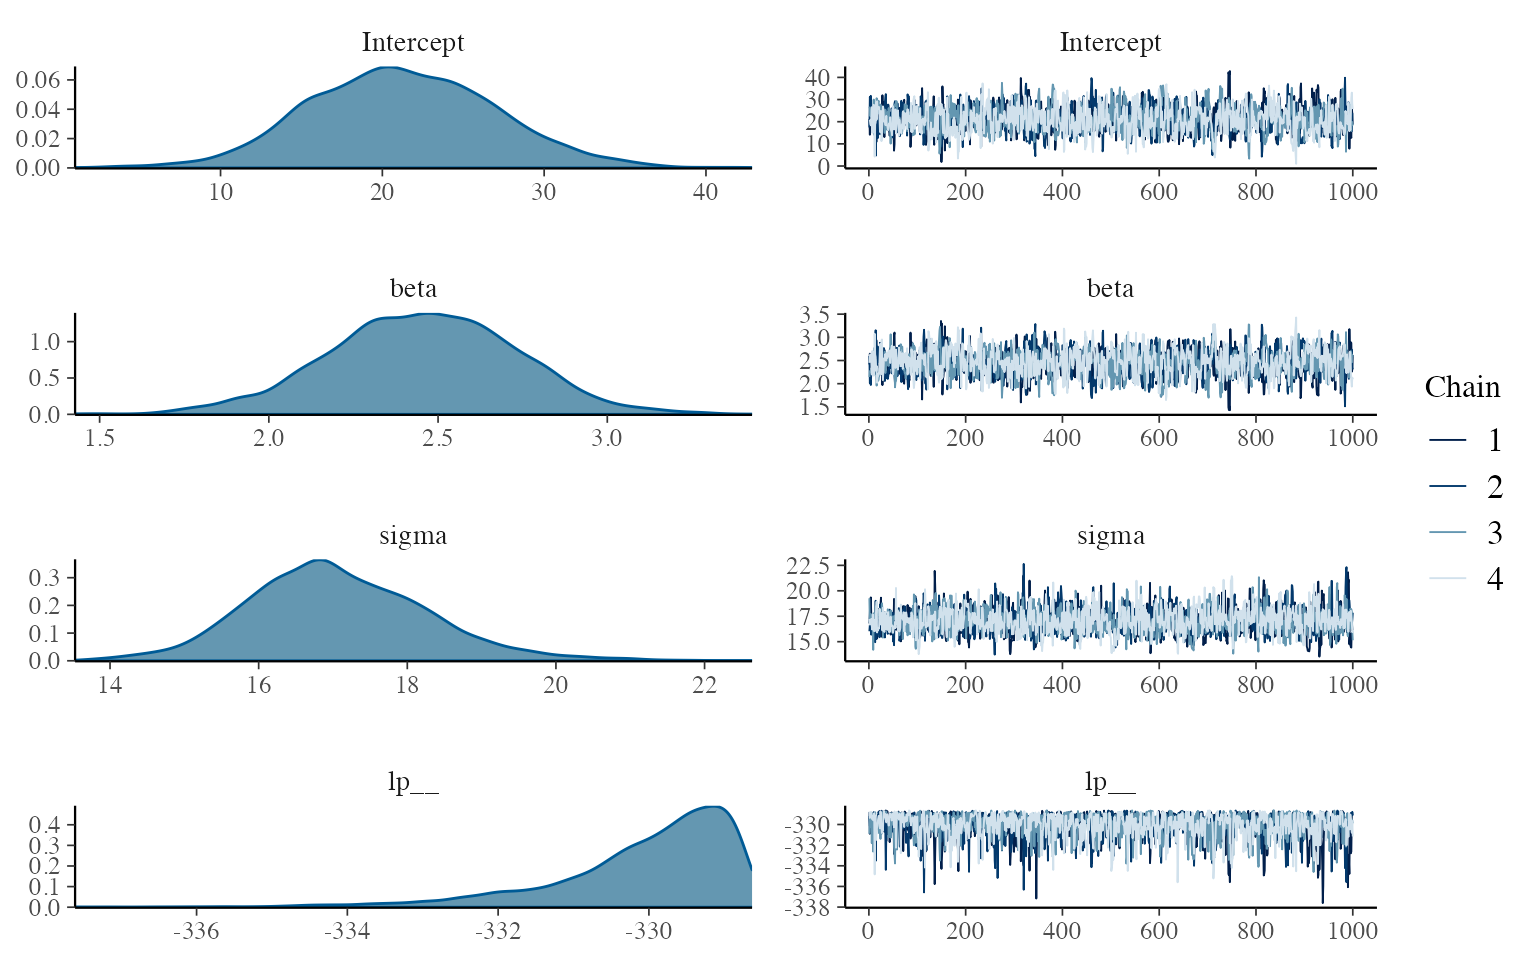 Intercept
0.06
0.04
0.02
0.00
10 20 30 40
Intercept
40
30
20
10
0
0 200 400 600 800 1000
beta
1.0
0.5
0.0
1.5 2.0 2.5 3.0
beta
3.5
3.0
2.5
2.0
1.5
0 200 400 600 800 1000
sigma
0.3
0.2
0.1
0.0
14 16 18 20 22
sigma
22.5
20.0
17.5
15.0
0 200 400 600 800 1000
lp__
0.4
0.3
0.2
0.1
0.0
-336 -334 -332 -330
lp__
-330
-332
-334
-336
-338
0 200 400 600 800 1000
Chain
1
2
3
4